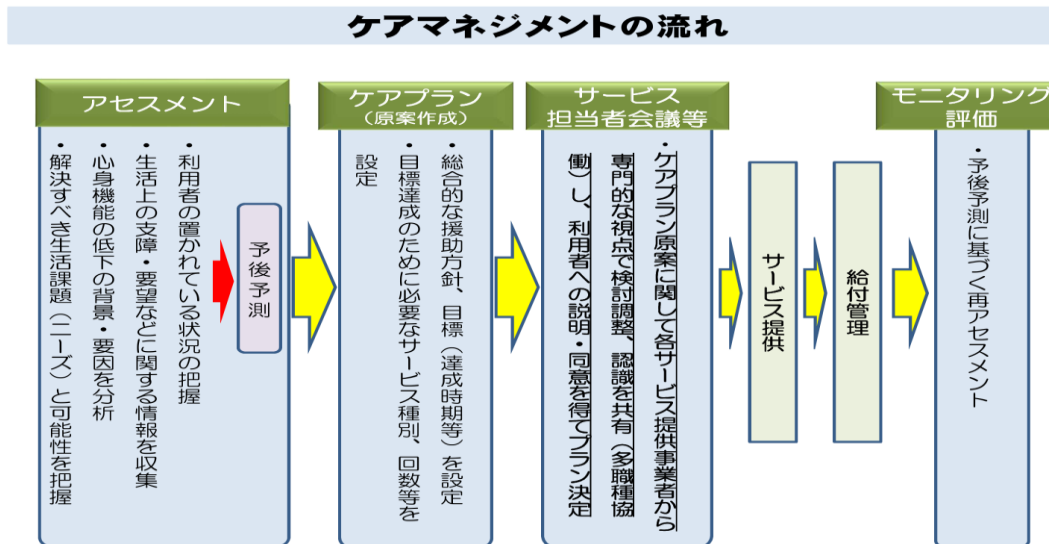 ケアマネジメントの流れ
アセスメント
・利用者の置かれている状況の把握
・生活上の支障・要望などに関する情報を収集
・心身機能の低下の背景・要因を分析
・解決すべき生活課題（ニーズ）と可能性を把握
予後予測
ケアプラン
（原案作成）
・総合的な援助方針、目標（達成時期等）を設定
・目標達成のために必要なサービス種別、回数等を
設定
サービス
担当者会議等
・ケアプラン原案に関して各サービス提供事業者から
専門的な視点で検討調整、認識を共有（多職種協
働）し、利用者への説明・同意を得てプラン決定
サービス提供
給付管理
モニタリング
評価
・予後予測に基づく再アセスメント